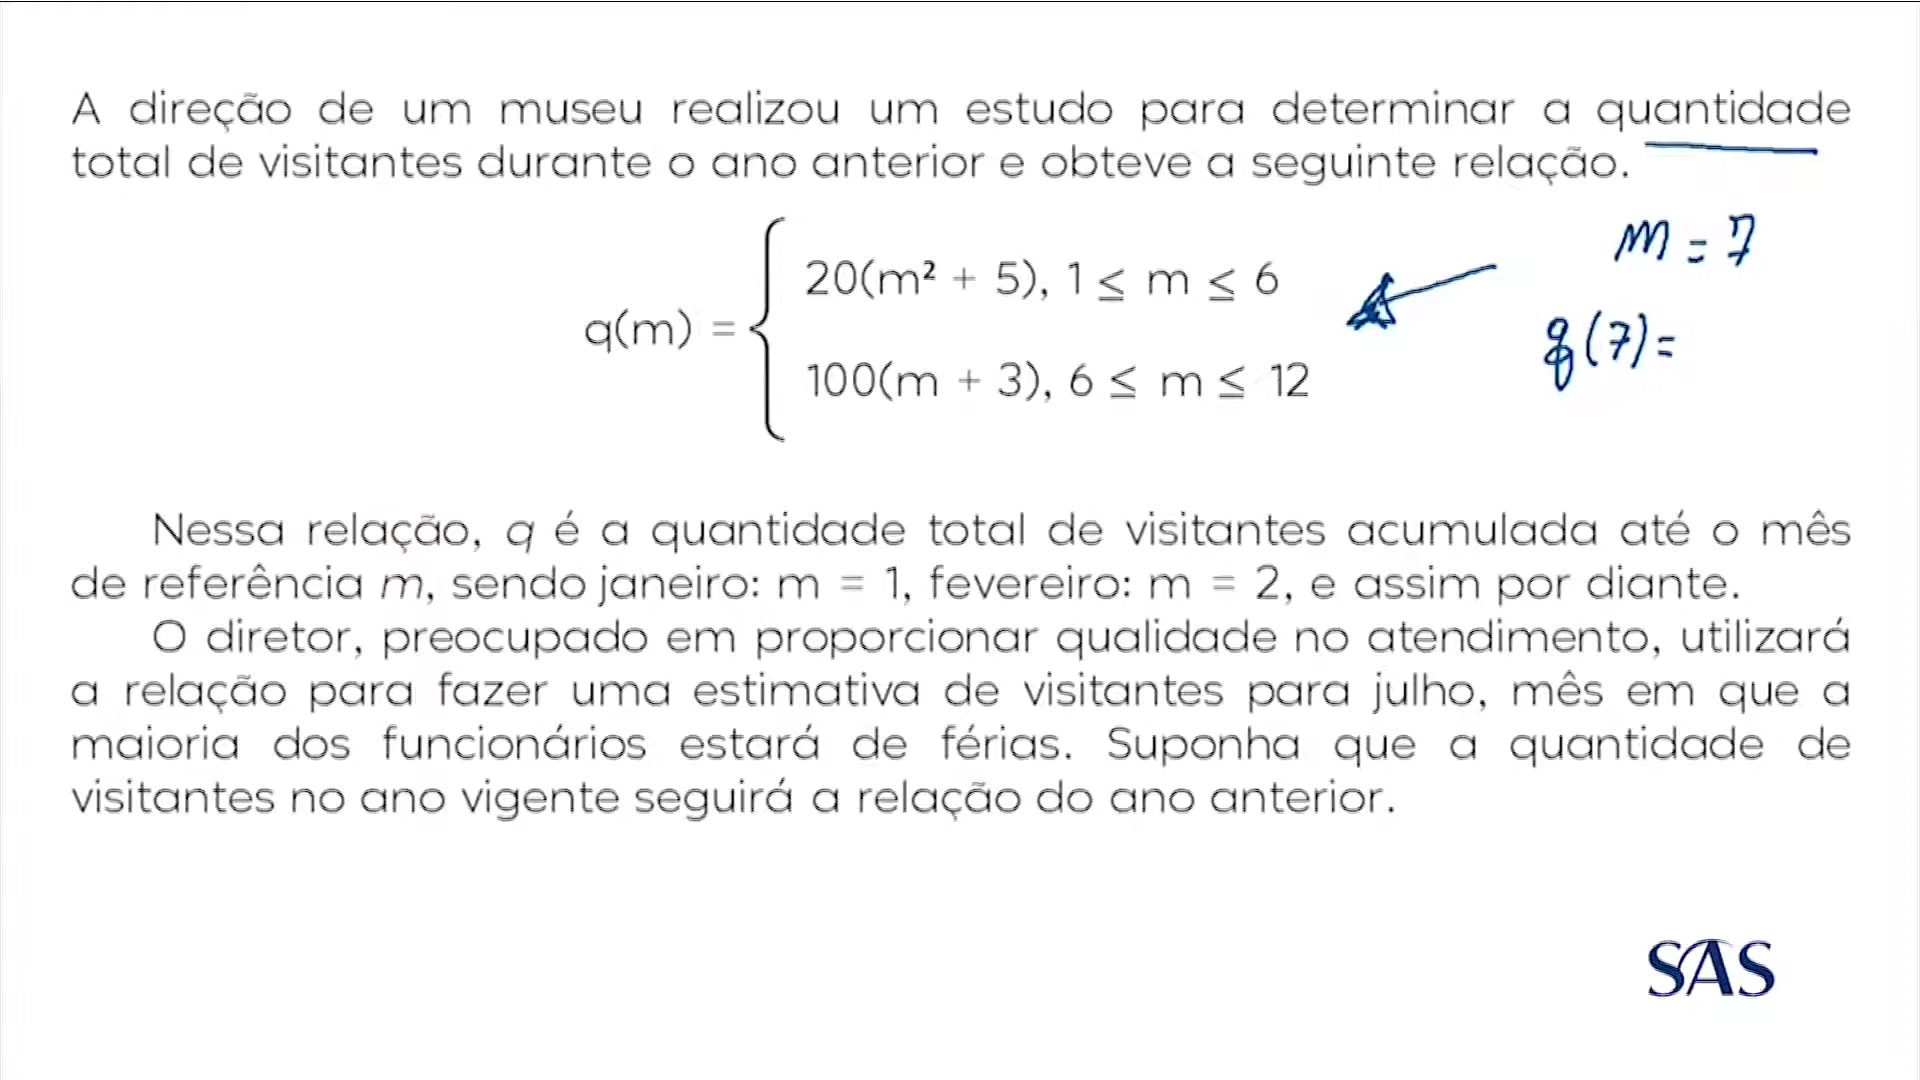 A direção de um museu realizou um estudo para determinar a quantidade
total de visitantes durante o ano anterior e obteve a seguinte relação.
m = 7
20(m² + 5), 1 ≤ m ≤ 6
q(m) =
q(7) =
100(m + 3), 6 ≤ m ≤ 12
Nessa relação, q é a quantidade total de visitantes acumulada até o mês
de referência m, sendo janeiro: m = 1, fevereiro: m = 2, e assim por diante.
O diretor, preocupado em proporcionar qualidade no atendimento, utilizará
a relação para fazer uma estimativa de visitantes para julho, mês em que a
maioria dos funcionários estará de férias. Suponha que a quantidade de
visitantes no ano vigente seguirá a relação do ano anterior.
SAS